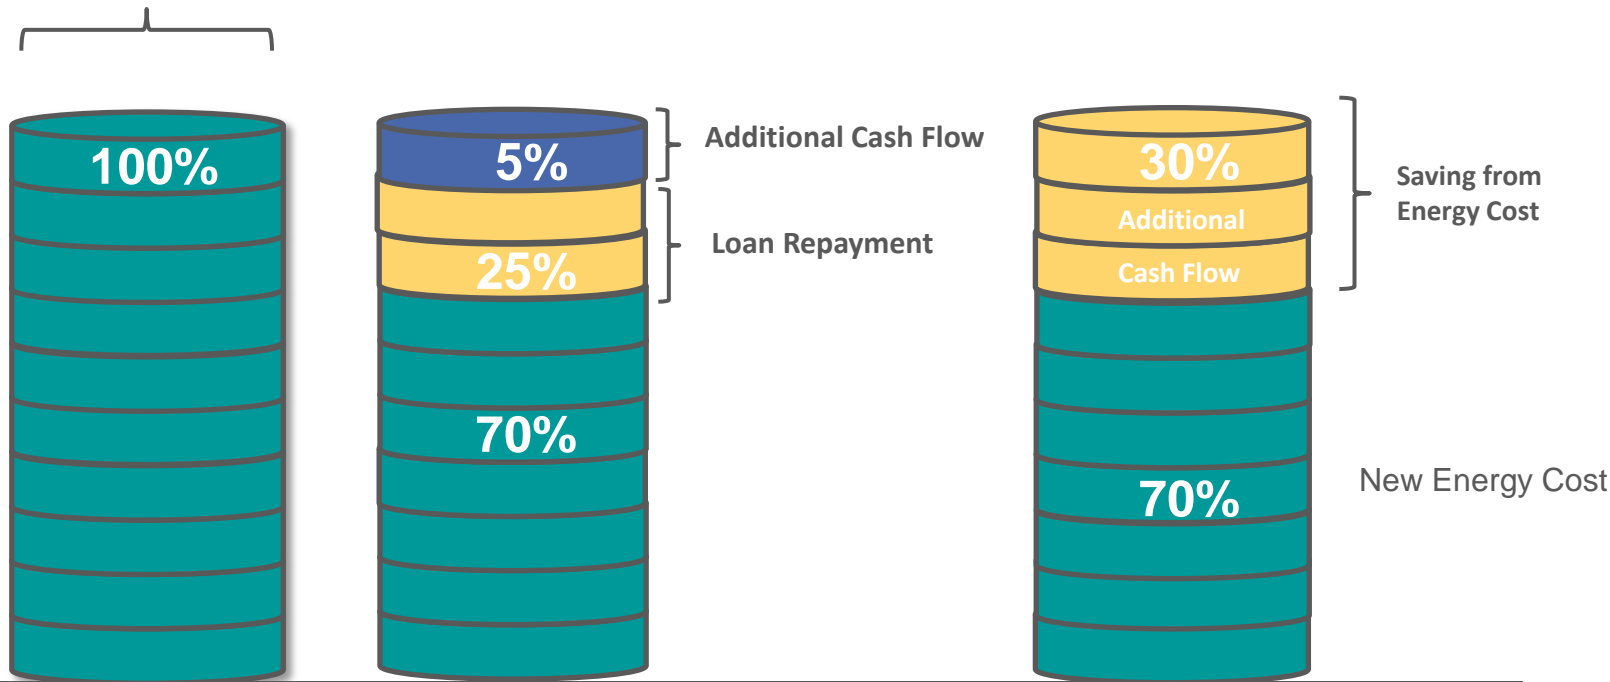 100%
5%
Additional Cash Flow
25%
Loan Repayment
70%
30%
Additional
Cash Flow
Saving from
Energy Cost
70%
New Energy Cost